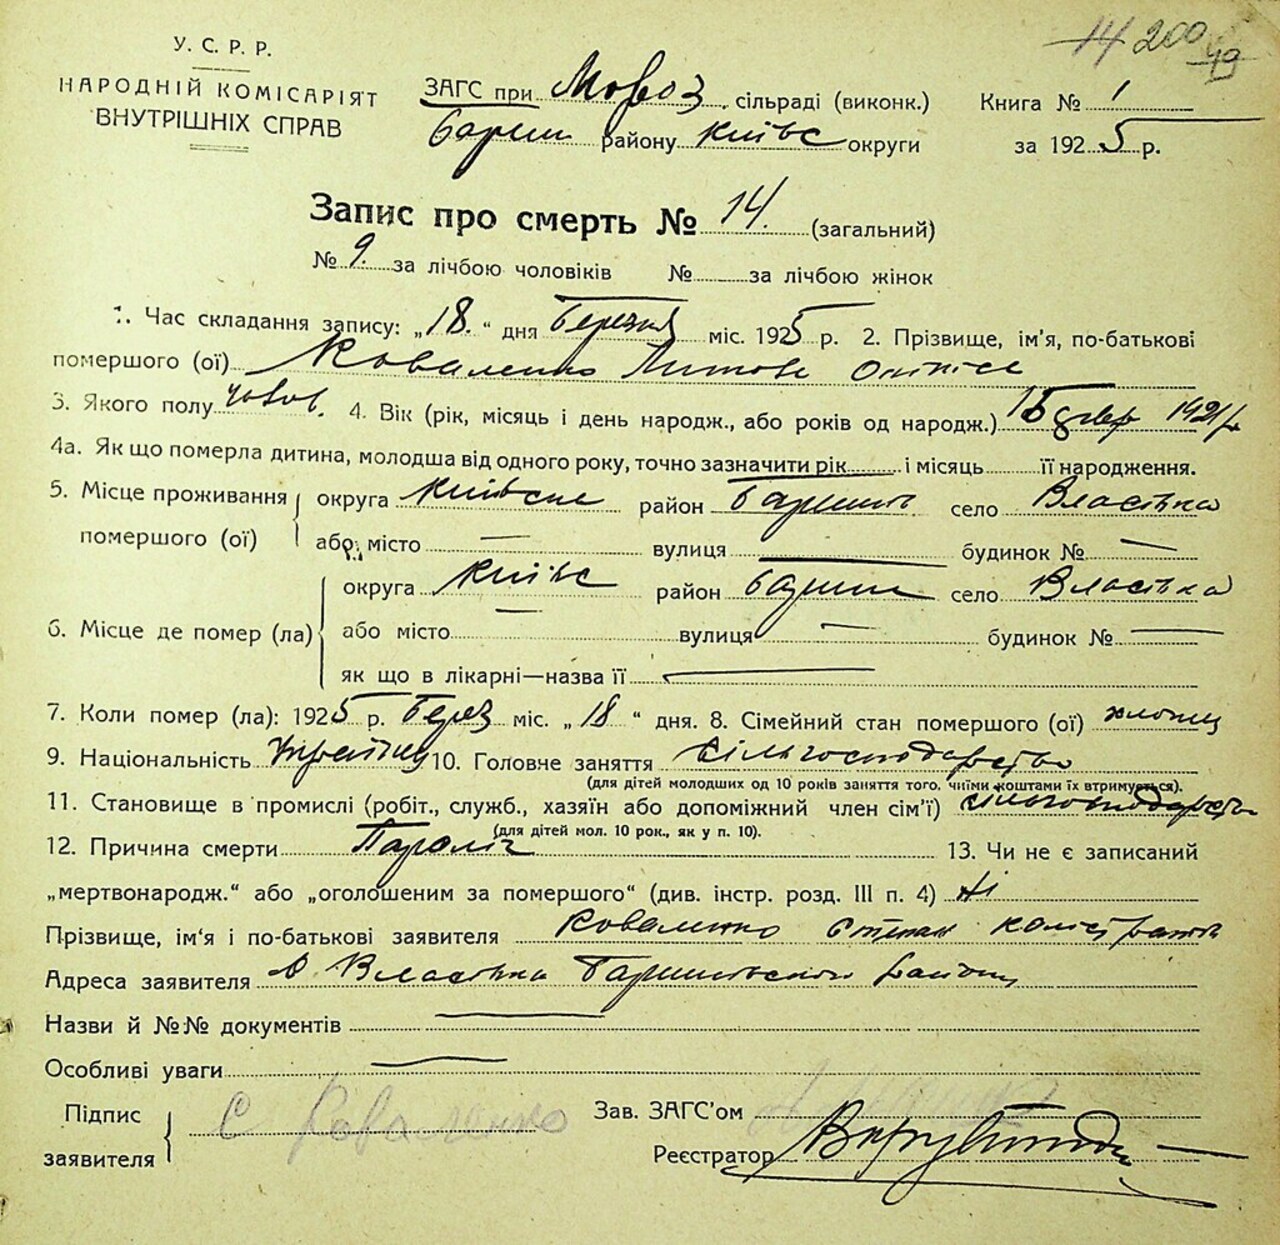 14 200
49
У. С. Р. Р.
НАРОДНІЙ КОМІСАРІЯТ
ВНУТРІШНІХ СПРАВ
ЗАГС при Мороз. сільраді (виконк.)
Бариш району Київс округи
Книга № 1
за 1925 р.
Запис про смерть № 14. (загальний)
№ 9. за лічбою чоловіків № за лічбою жінок
1. Час складання запису: „18.“ дня Березня міс. 1925 р. 2. Прізвище, ім'я, по-батькові
помершого (ої) Коваленко
3. Якого полу чолов. 4. Вік (рік, місяць і день народж., або років од народж.) 1921 р
4а. Як що померла дитина, молодша від одного року, точно зазначити рік і місяць її народження.
5. Місце проживання помершого (ої) округа Київська район Бариш село Власівка
або місто — вулиця — будинок № —
6. Місце де помер (ла) округа Київс район Бариш село Власівка
або місто — вулиця — будинок № —
як що в лікарні—назва її —
7. Коли помер (ла): 1925 р. Берез міс. „18“ дня. 8. Сімейний стан помершого (ої) хлопец
9. Національність Українец 10. Головне заняття сільгосподарство
(для дітей молодших од 10 років заняття того, чиїми коштами їх втримується).
11. Становище в промислі (робіт., служб., хазяїн або допоміжний член сім'ї) сільгосподарство
(для дітей мол. 10 рок., як у п. 10).
12. Причина смерти Параліч 13. Чи не є записаний
„мертвонародж.“ або „оголошеним за помершого“ (див. інстр. розд. III п. 4) Ні
Прізвище, ім'я і по-батькові заявителя Коваленко Степан
Адреса заявителя С Власівка Баришівского району
Назви й №№ документів —
Особливі уваги —
Підпис заявителя С Коваленко
Зав. ЗАГС'ом
Реєстратор